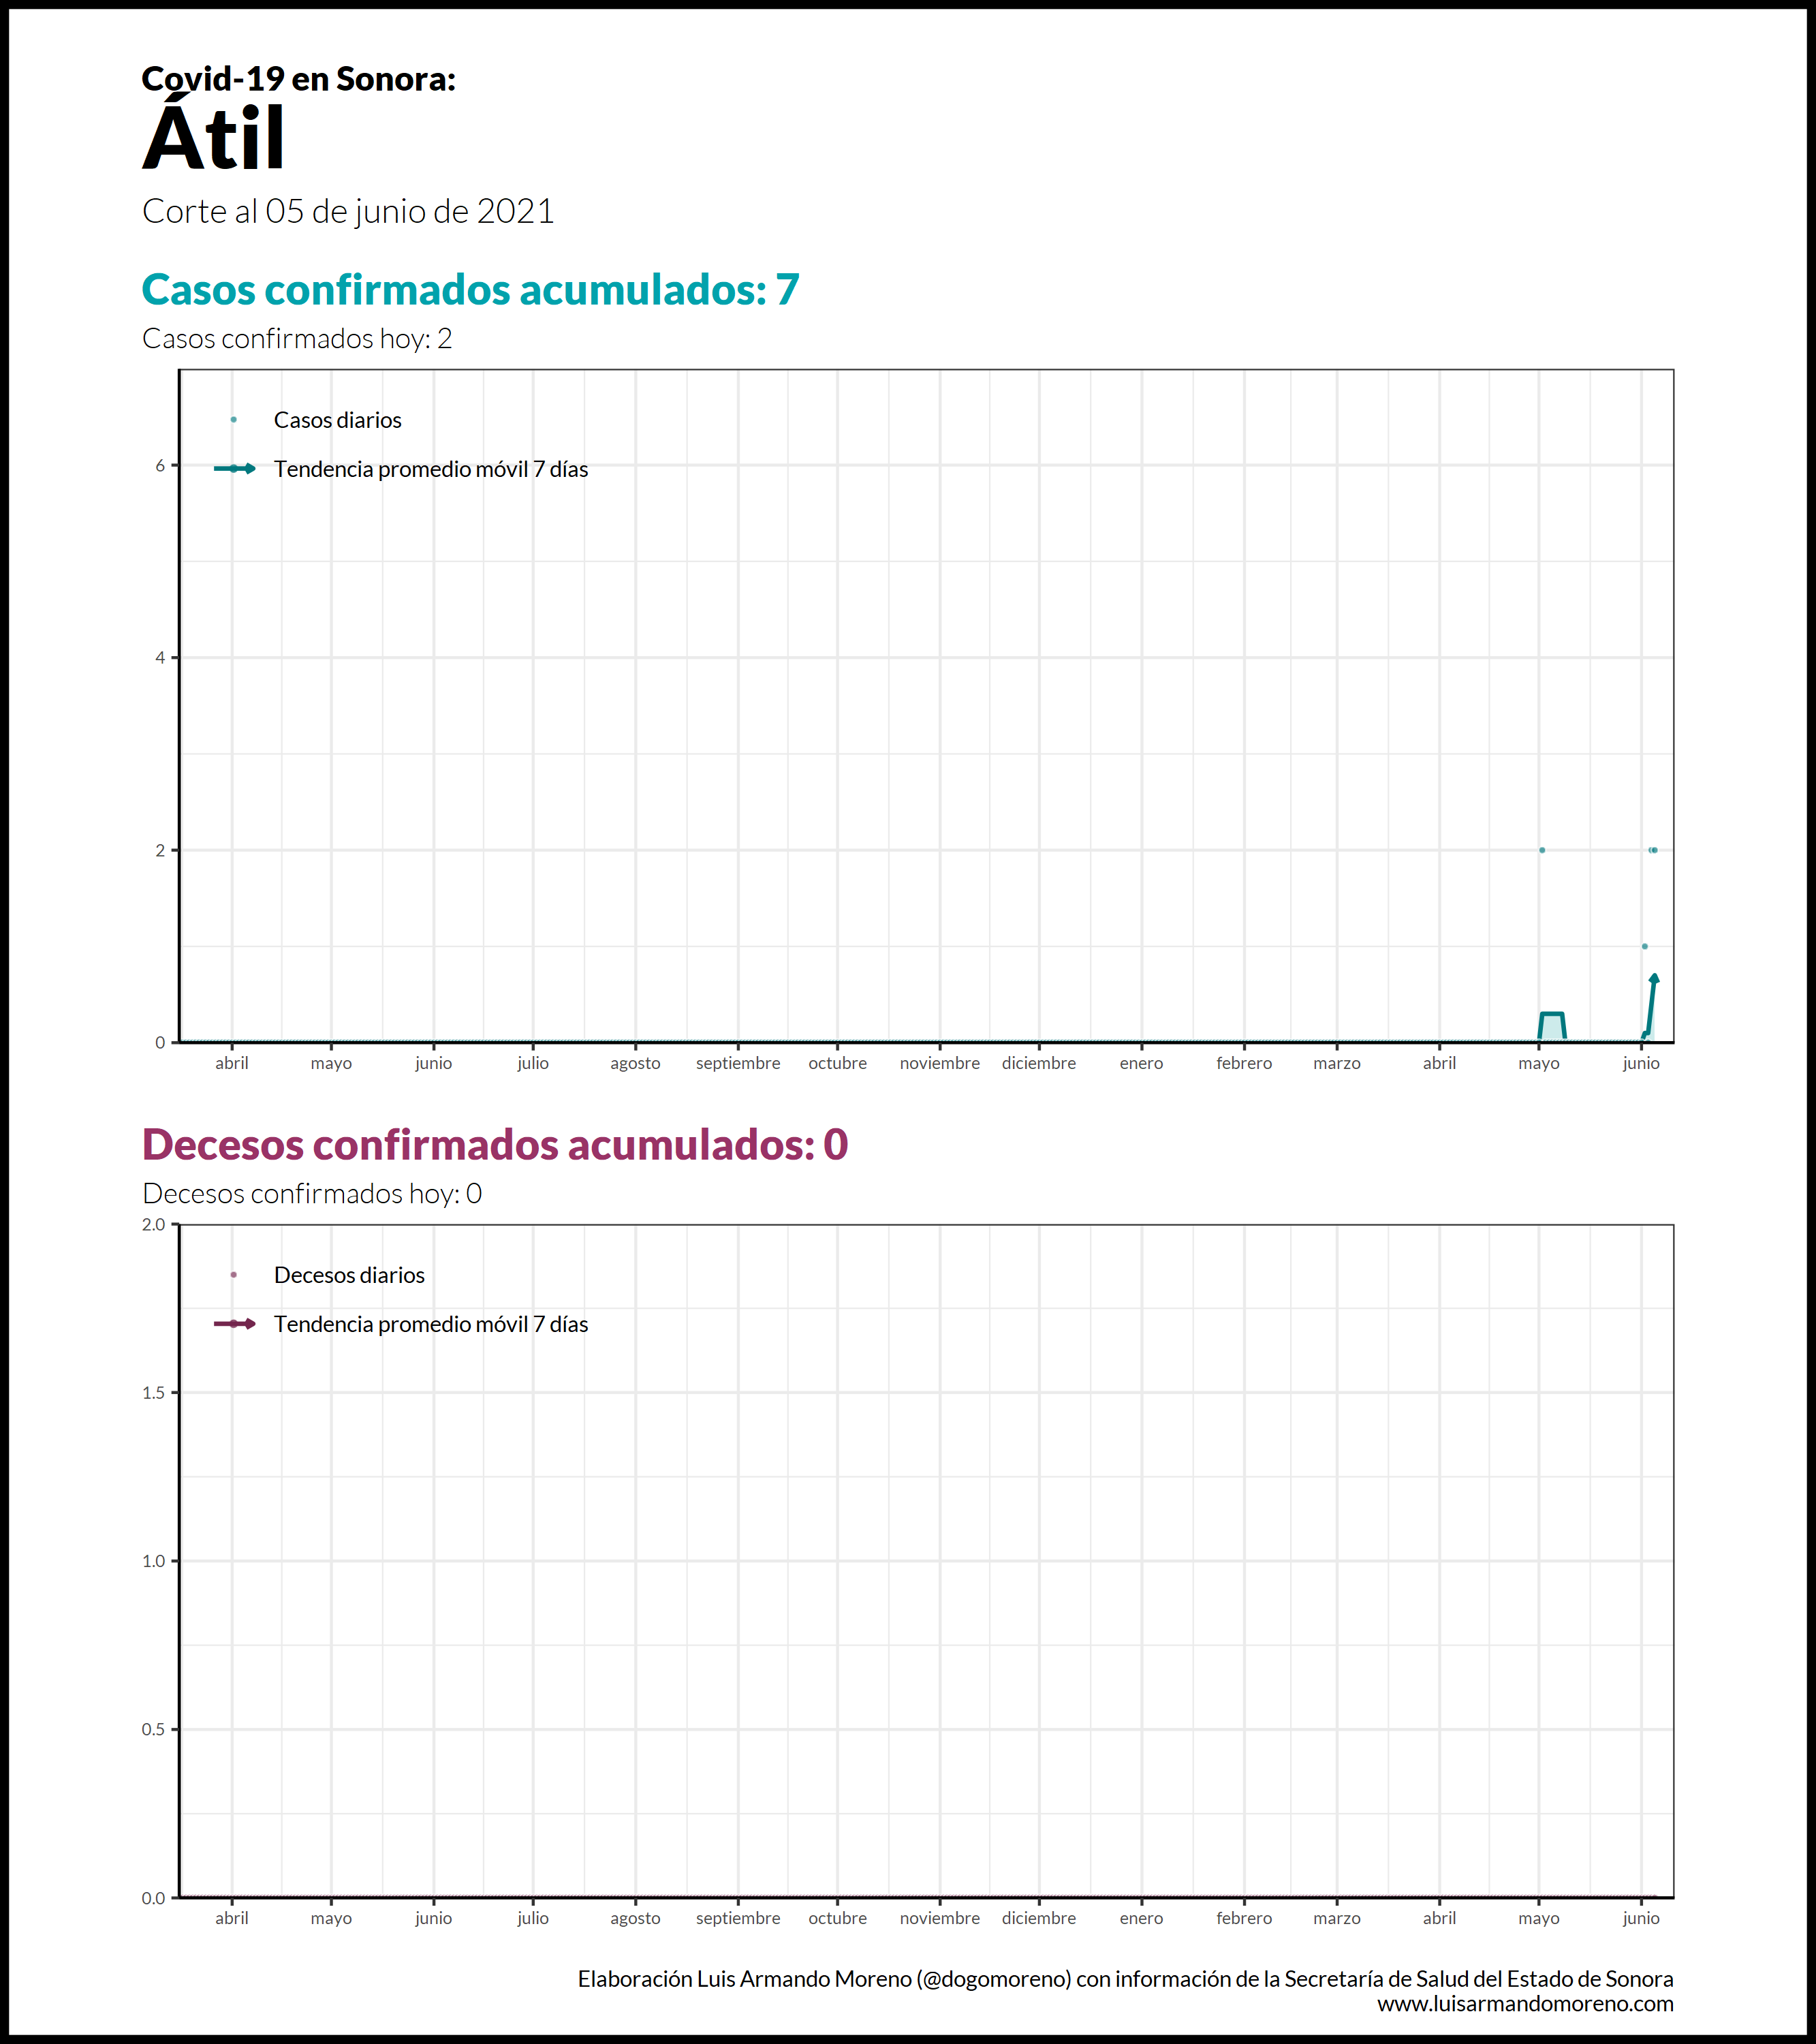 Covid-19 en Sonora:
Átil
Corte al 05 de junio de 2021
Casos confirmados acumulados: 7
Casos confirmados hoy: 2
Casos diarios
Tendencia promedio móvil 7 días
6
4
2
0
abril mayo junio julio agosto septiembre octubre noviembre diciembre enero febrero marzo abril mayo junio
Decesos confirmados acumulados: 0
Decesos confirmados hoy: 0
2.0
Decesos diarios
Tendencia promedio móvil 7 días
1.5
1.0
0.5
0.0
abril mayo junio julio agosto septiembre octubre noviembre diciembre enero febrero marzo abril mayo junio
Elaboración Luis Armando Moreno (@dogomoreno) con información de la Secretaría de Salud del Estado de Sonora
www.luisarmandomoreno.com